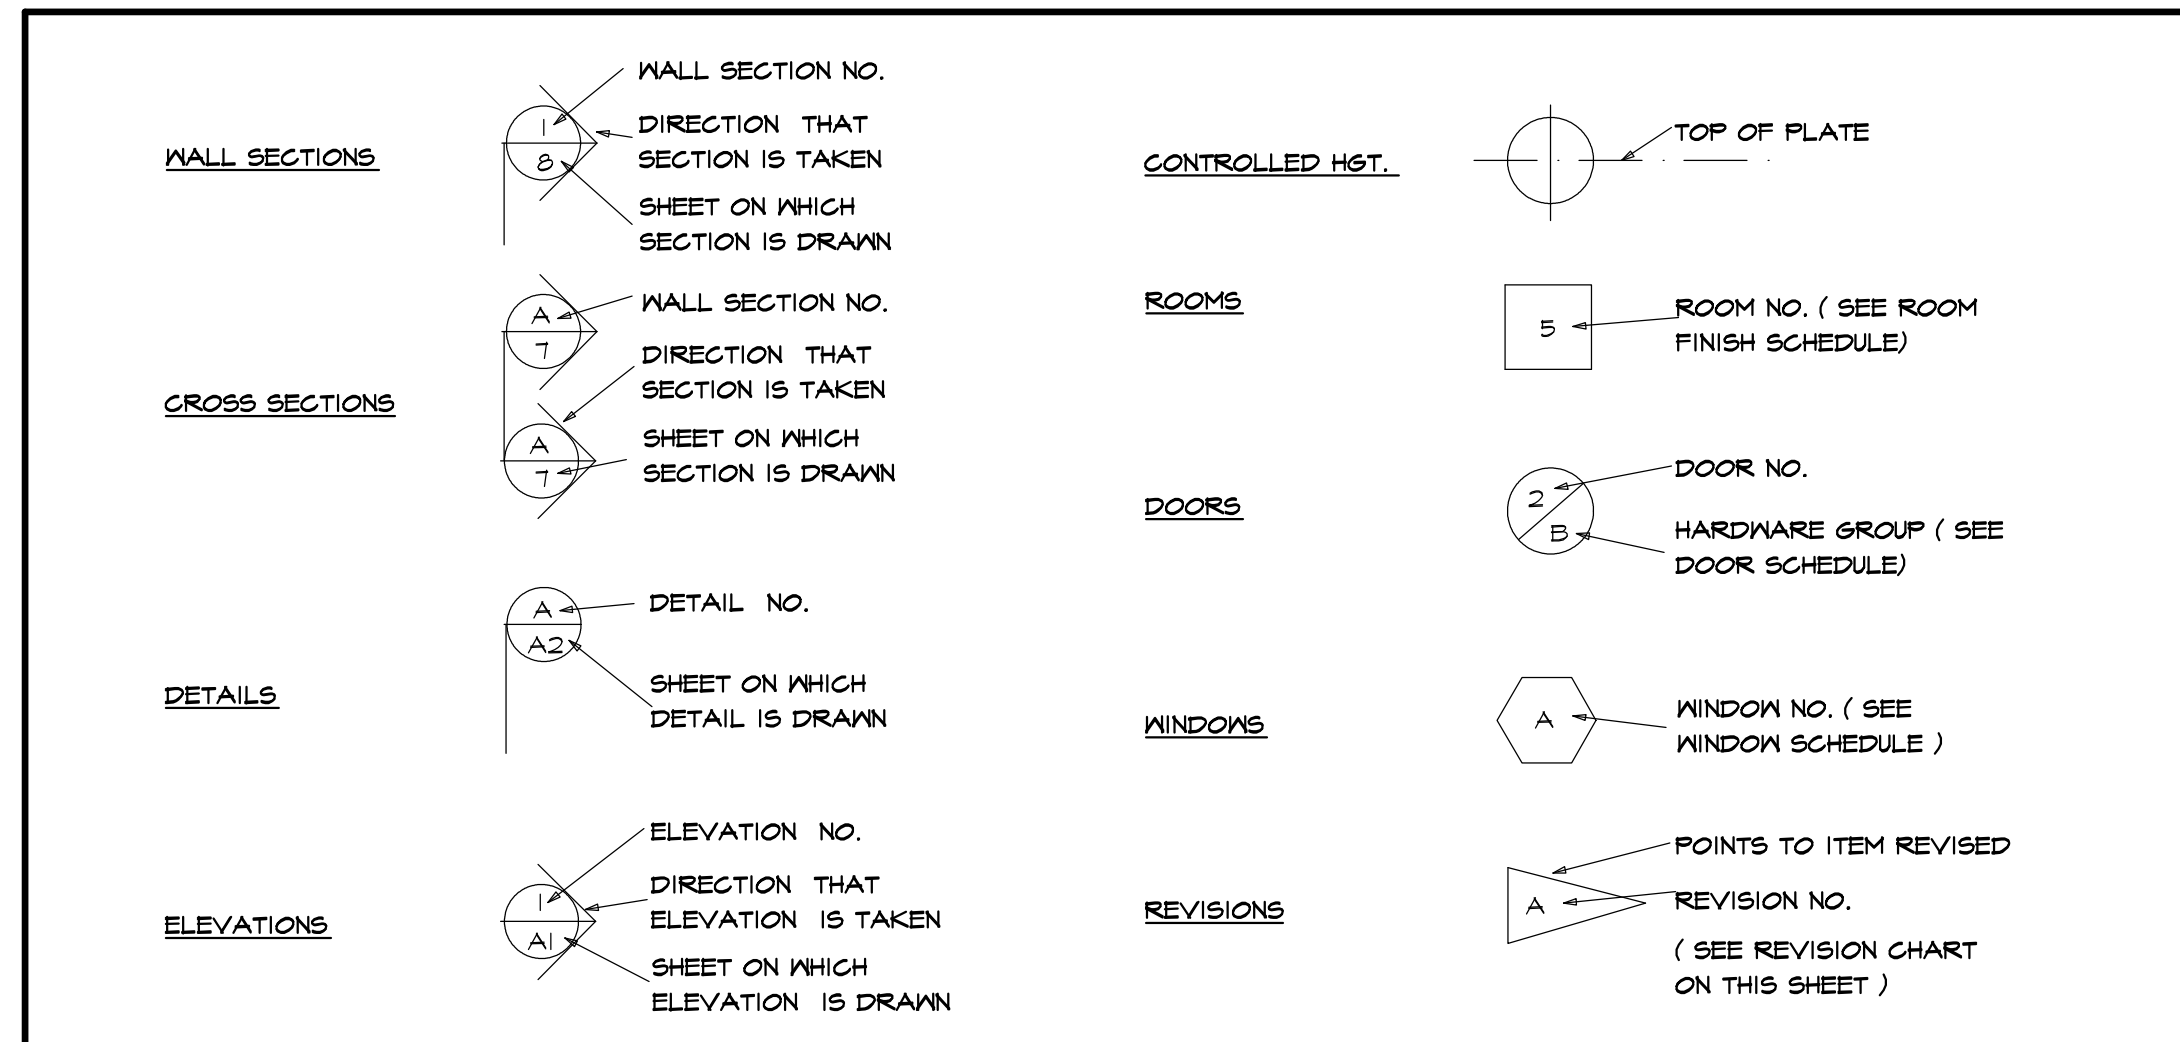 WALL SECTIONS
1
8
WALL SECTION NO.
DIRECTION THAT
SECTION IS TAKEN
SHEET ON WHICH
SECTION IS DRAWN
CROSS SECTIONS
A
7
A
7
WALL SECTION NO.
DIRECTION THAT
SECTION IS TAKEN
SHEET ON WHICH
SECTION IS DRAWN
DETAILS
A
A2
DETAIL NO.
SHEET ON WHICH
DETAIL IS DRAWN
ELEVATIONS
1
A1
ELEVATION NO.
DIRECTION THAT
ELEVATION IS TAKEN
SHEET ON WHICH
ELEVATION IS DRAWN
CONTROLLED HGT.
TOP OF PLATE
ROOMS
5
ROOM NO. ( SEE ROOM
FINISH SCHEDULE)
DOORS
2
B
DOOR NO.
HARDWARE GROUP ( SEE
DOOR SCHEDULE)
WINDOWS
A
WINDOW NO. ( SEE
WINDOW SCHEDULE )
REVISIONS
A
POINTS TO ITEM REVISED
REVISION NO.
( SEE REVISION CHART
ON THIS SHEET )